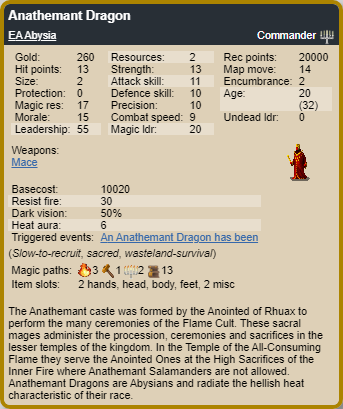 Anathemant Dragon
EA Abysia Commander
Gold: 260 Resources: 2 Rec points: 20000
Hit points: 13 Strength: 13 Map move: 14
Size: 2 Attack skill: 11 Encumbrance: 2
Protection: 0 Defence skill: 10 Age: 20
Magic res: 17 Precision: 10 (32)
Morale: 15 Combat speed: 9 Undead ldr: 0
Leadership: 55 Magic ldr: 20
Weapons:
Mace
Basecost: 10020
Resist fire: 30
Dark vision: 50%
Heat aura: 6
Triggered events: An Anathemant Dragon has been
(Slow-to-recruit, sacred, wasteland-survival)
Magic paths: 3 1 2 13
Item slots: 2 hands, head, body, feet, 2 misc
The Anathemant caste was formed by the Anointed of Rhuax to
perform the many ceremonies of the Flame Cult. These sacral
mages administer the procession, ceremonies and sacrifices in the
lesser temples of the kingdom. In the Temple of the All-Consuming
Flame they serve the Anointed Ones at the High Sacrifices of the
Inner Fire where Anathemant Salamanders are not allowed.
Anathemant Dragons are Abysians and radiate the hellish heat
characteristic of their race.